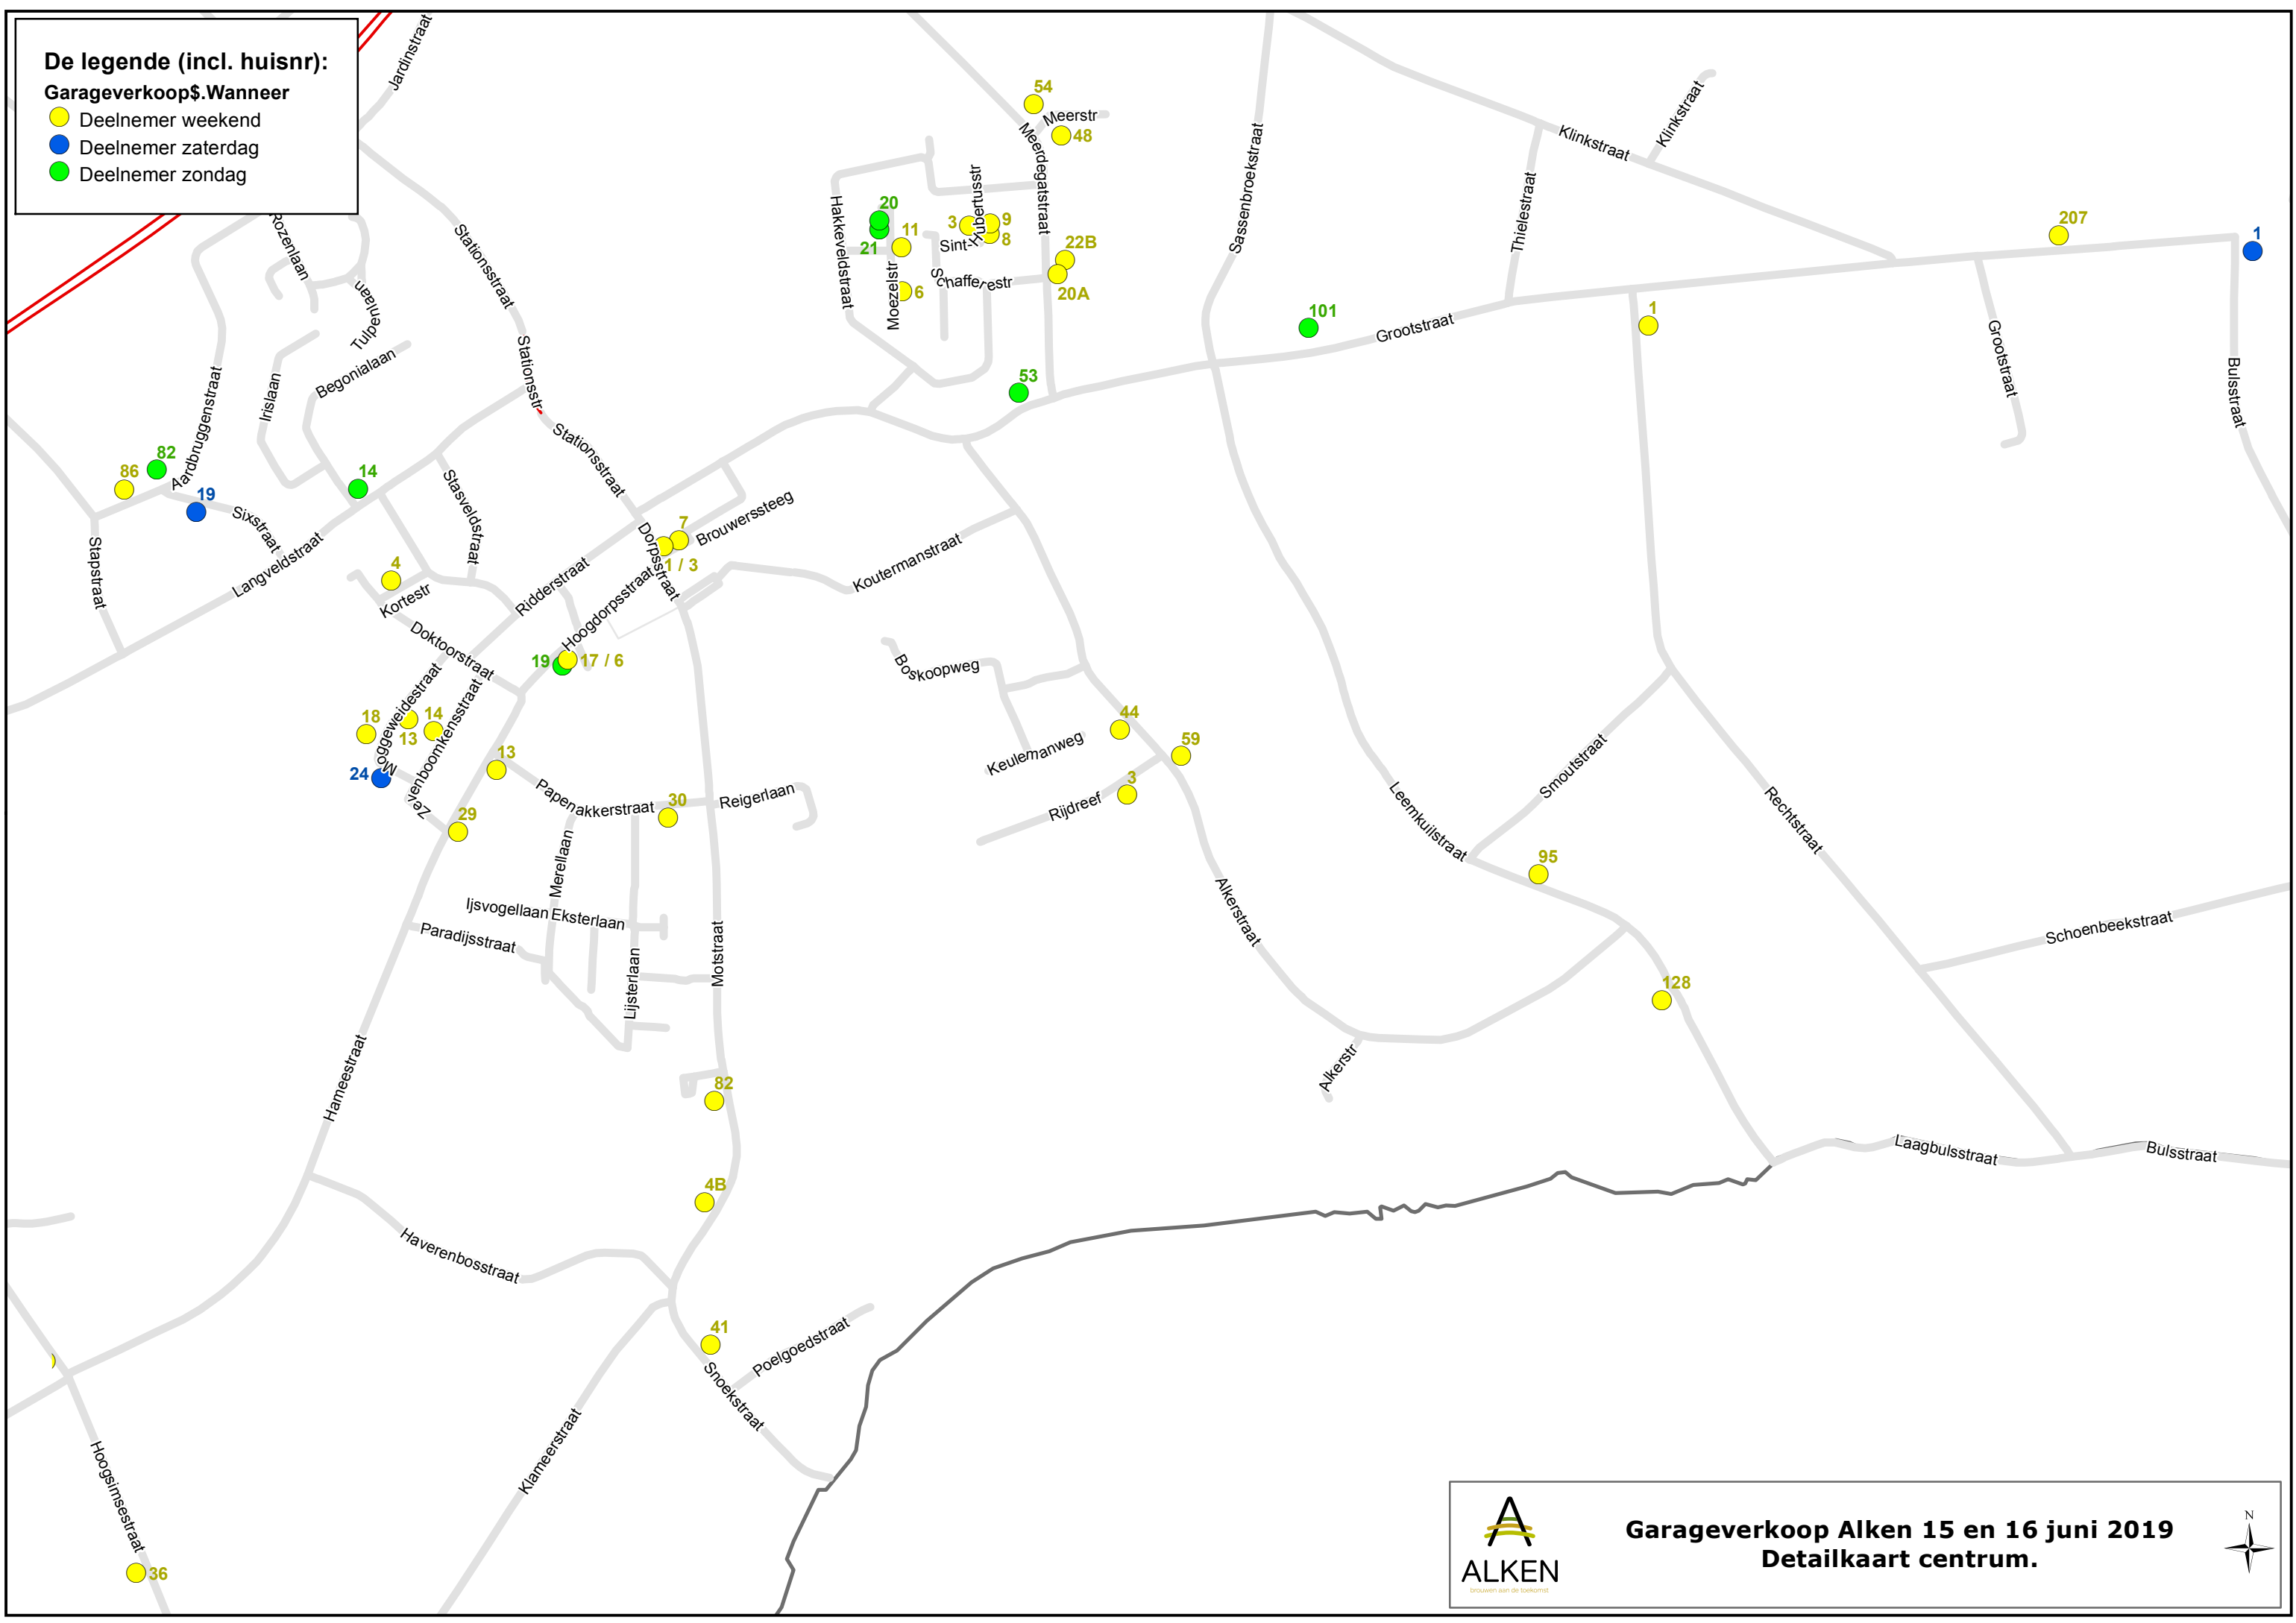 De legende (incl. huisnr):
Garageverkoop$.Wanneer
Deelnemer weekend
Deelnemer zaterdag
Deelnemer zondag
Jardinstraat
Rozenlaan
Tulpenlaan
Begonialaan
Irislaan
Aardbruggenstraat
Stationsstraat
Stationsstr
Stationsstraat
82
86
19
14
Sixstraat
Stapstraat
Langveldstraat
Stasveldstraat
4
Kortestr
Doktoorstraat
Ridderstraat
Hoogdorpsstraat
Dorpsstraat
7
1 / 3
Brouwerssteeg
19
17 / 6
Moggeweidestraat
Zevenboomkensstraat
18
13
14
24
13
29
Papenakkerstraat
30
Reigerlaan
Merellaan
Ijsvogellaan
Eksterlaan
Paradijsstraat
Lijsterlaan
Motstraat
Hameestraat
82
4B
Haverenbosstraat
41
Poelgoedstraat
Snoekstraat
Klameerstraat
Hoogsimsestraat
36
54
Meerstr
48
Meerdegatstraat
Hakkeveldstraat
20
21
11
6
Moezelstr
3
9
8
Sint-Hubertusstr
Schafferestr
22B
20A
53
Sassenbroekstraat
101
Grootstraat
Thielestraat
Klinkstraat
Klinkstraat
1
207
1
Grootstraat
Bulsstraat
Koutermanstraat
Boskoopweg
Keulemanweg
44
59
3
Rijdreef
Alkerstraat
Alkerstr
Leemkuilstraat
Smoutstraat
95
128
Rechtstraat
Schoenbeekstraat
Laagbulsstraat
Bulsstraat
ALKEN
brouwen aan de toekomst
Garageverkoop Alken 15 en 16 juni 2019
Detailkaart centrum.
N